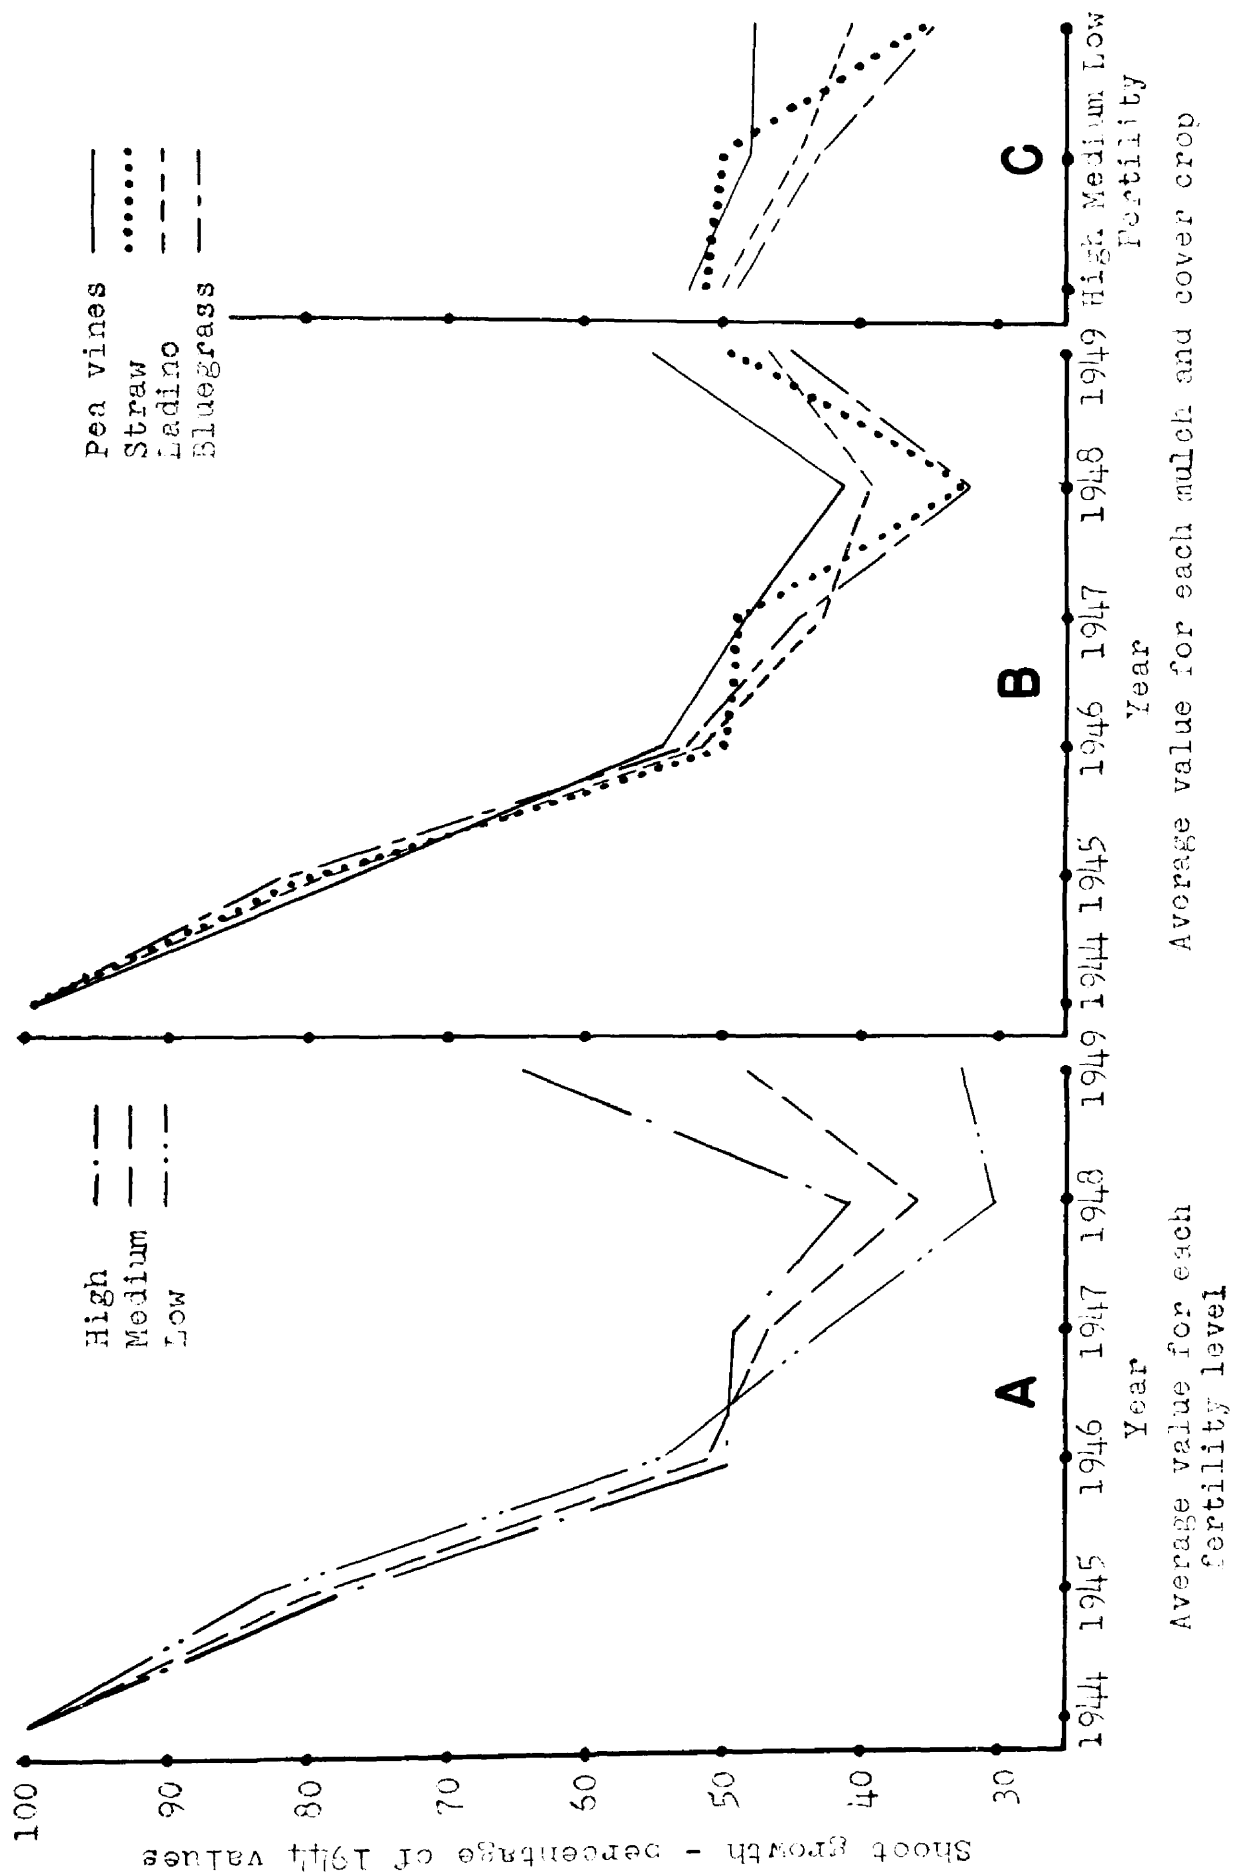 Shoot growth - percentage of 1944 values
100
90
80
70
60
50
40
30
High
Medium
Low
A
1944 1945 1946 1947 1948 1949
Year
Average value for each
fertility level
Pea vines
Straw
Ladino
Bluegrass
B
1944 1945 1946 1947 1948 1949
Year
C
High Medium Low
Fertility
Average value for each mulch and cover crop